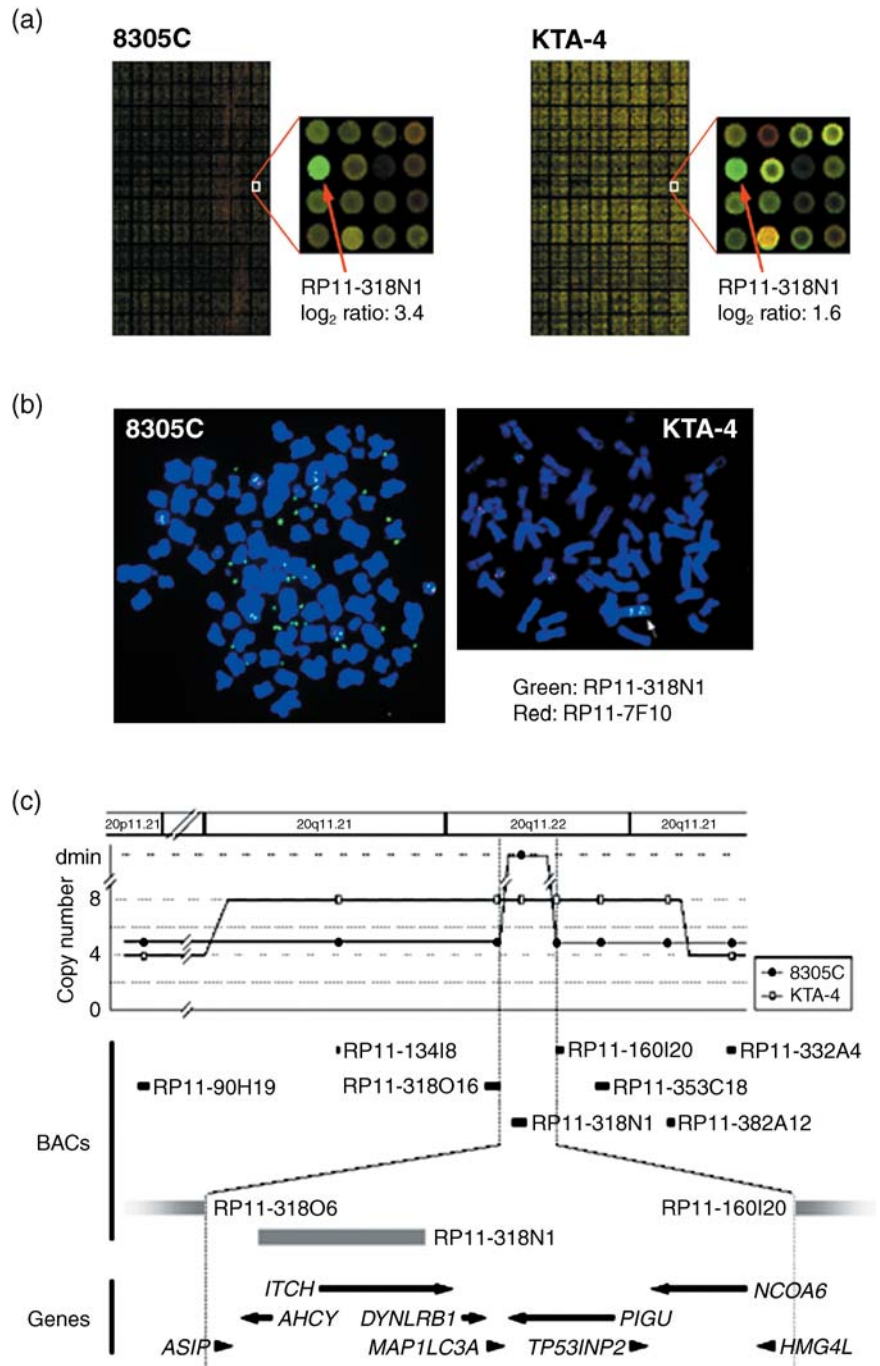 (a)
8305C
KTA-4
RP11-318N1
log₂ ratio: 3.4
RP11-318N1
log₂ ratio: 1.6
(b)
8305C
KTA-4
Green: RP11-318N1
Red: RP11-7F10
(c)
20p11.21 20q11.21 20q11.22 20q11.21
dmin
8
4
0
Copy number
8305C
KTA-4
RP11-134I8 RP11-160I20 RP11-332A4
RP11-90H19 RP11-318O16 RP11-353C18
RP11-318N1 RP11-382A12
BACs
RP11-318O6 RP11-160I20
RP11-318N1
ITCH NCOA6
Genes AHCY DYNLRB1 PIGU
ASIP MAP1LC3A TP53INP2 HMG4L